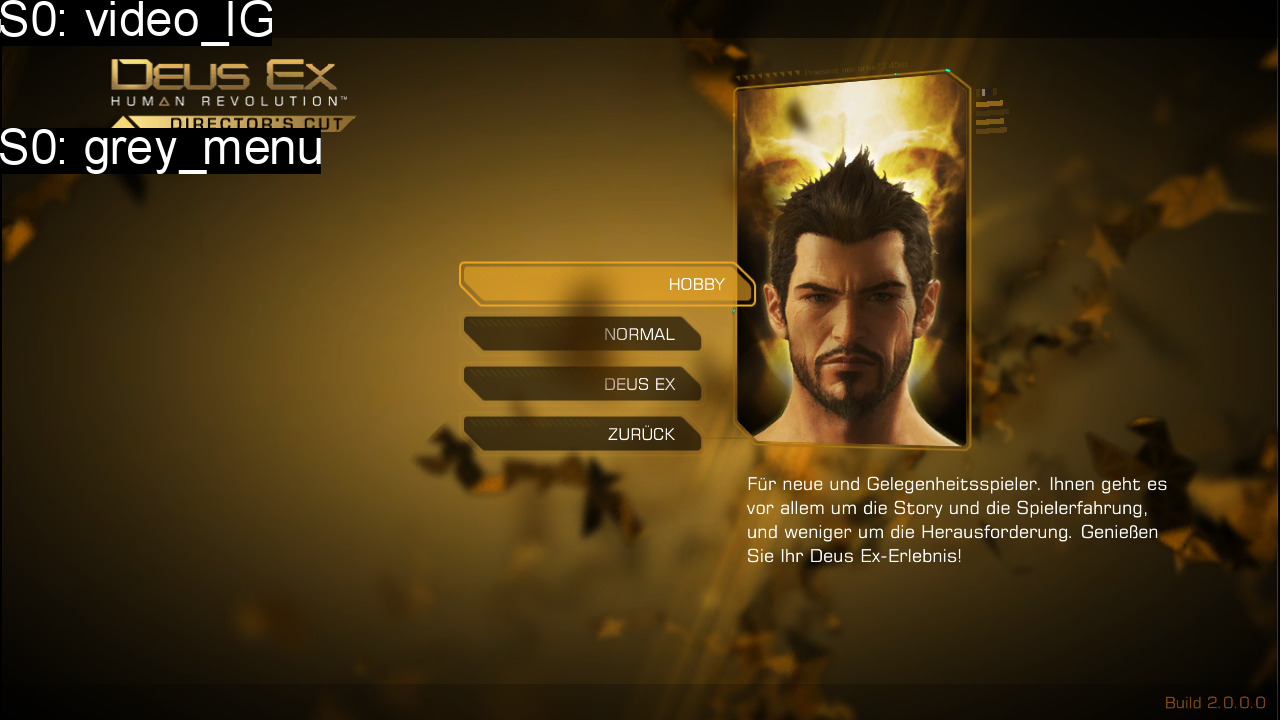 S0: video_IG
DEUS EX
HUMAN REVOLUTION™
DIRECTOR'S CUT
S0: grey_menu
HOBBY
NORMAL
DEUS EX
ZURÜCK
Für neue und Gelegenheitsspieler. Ihnen geht es
vor allem um die Story und die Spielerfahrung,
und weniger um die Herausforderung. Genießen
Sie Ihr Deus Ex-Erlebnis!
Build 2.0.0.0